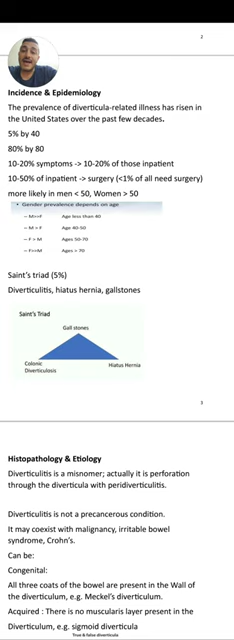 2
Incidence & Epidemiology
The prevalence of diverticula-related illness has risen in
the United States over the past few decades.
5% by 40
80% by 80
10-20% symptoms -> 10-20% of those inpatient
10-50% of inpatient -> surgery (<1% of all need surgery)
more likely in men < 50, Women > 50
• Gender prevalence depends on age
– M>>F Age less than 40
– M > F Age 40-50
– F > M Ages 50-70
– F>>M Ages > 70
Saint's triad (5%)
Diverticulitis, hiatus hernia, gallstones
Saint's Triad
Gall stones
Colonic
Diverticulosis
Hiatus Hernia
3
Histopathology & Etiology
Diverticulitis is a misnomer; actually it is perforation
through the diverticula with peridiverticulitis.
Diverticulitis is not a precancerous condition.
It may coexist with malignancy, irritable bowel
syndrome, Crohn's.
Can be:
Congenital:
All three coats of the bowel are present in the Wall of
the diverticulum, e.g. Meckel's diverticulum.
Acquired : There is no muscularis layer present in the
Diverticulum, e.g. sigmoid diverticula
True & false diverticula